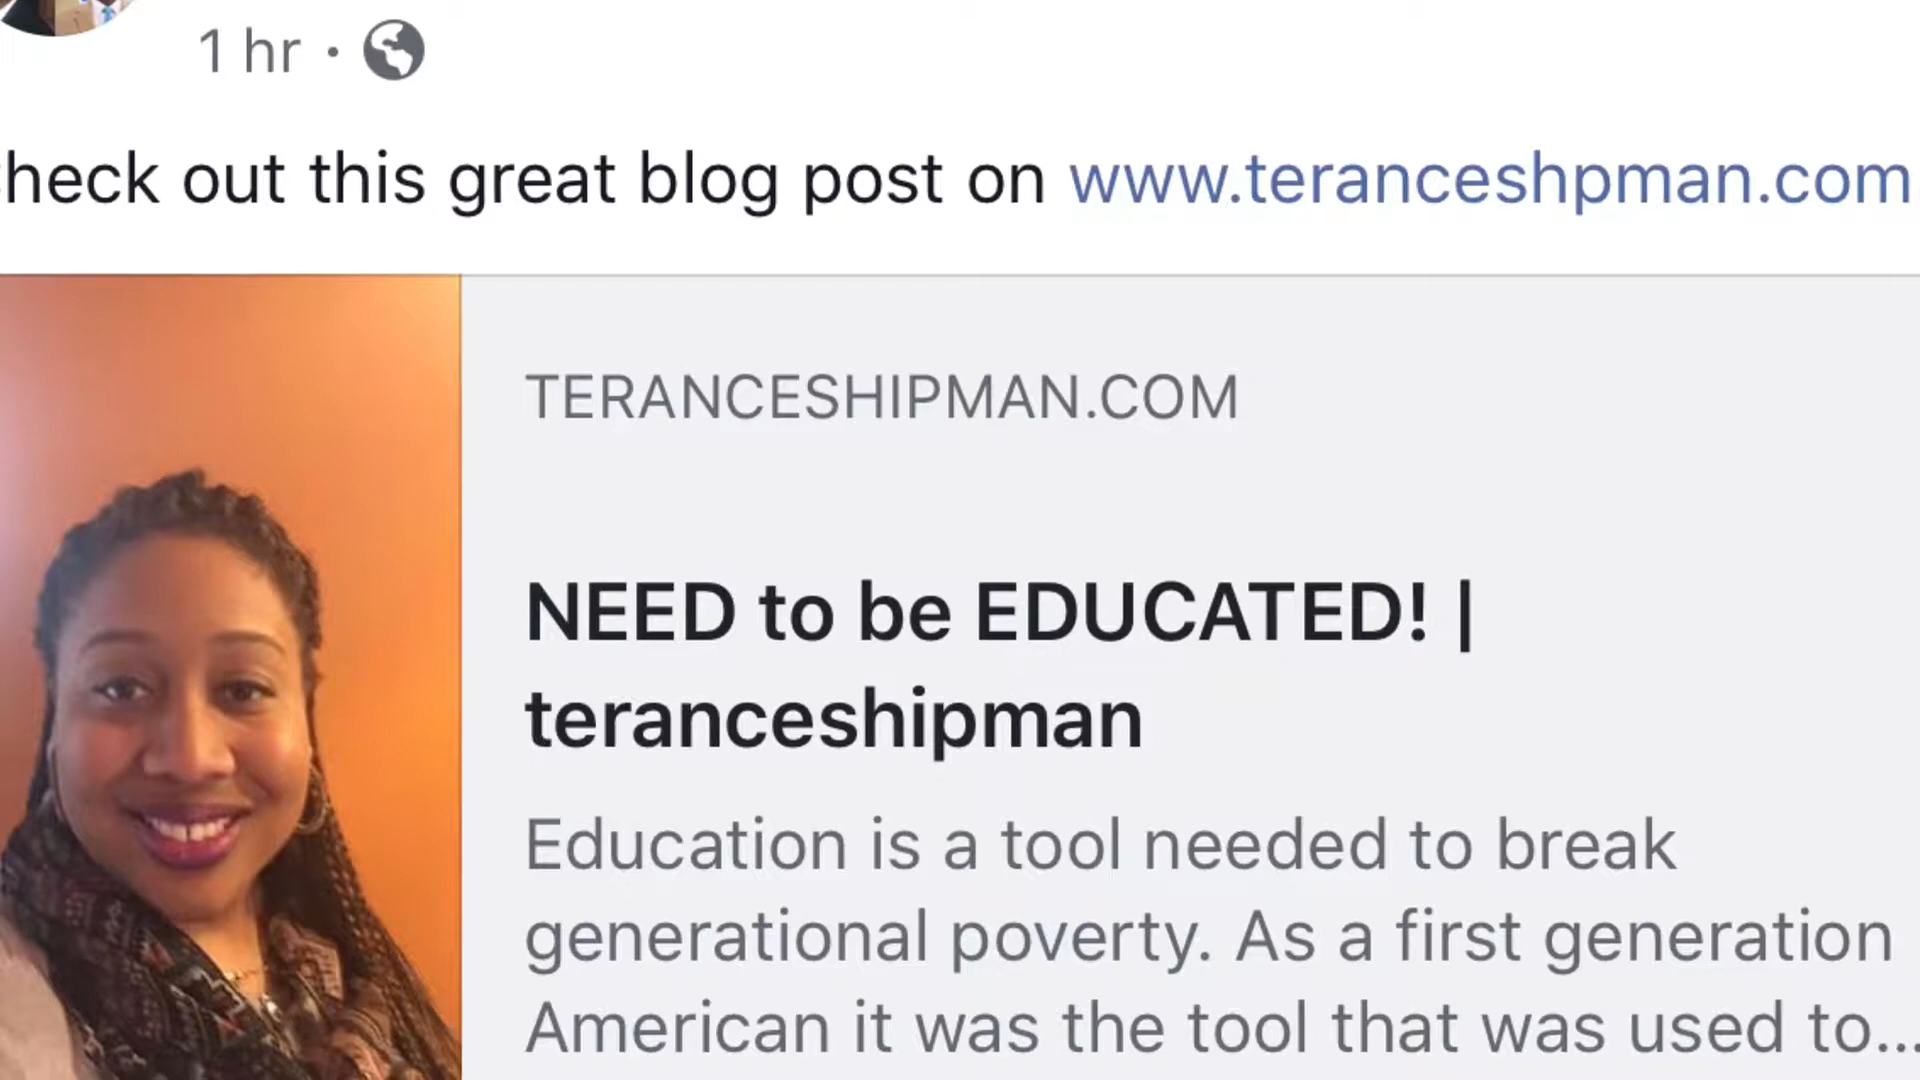 1 hr ·
heck out this great blog post on www.teranceshpman.com
TERANCESHIPMAN.COM
NEED to be EDUCATED! |
teranceshipman
Education is a tool needed to break
generational poverty. As a first generation
American it was the tool that was used to...